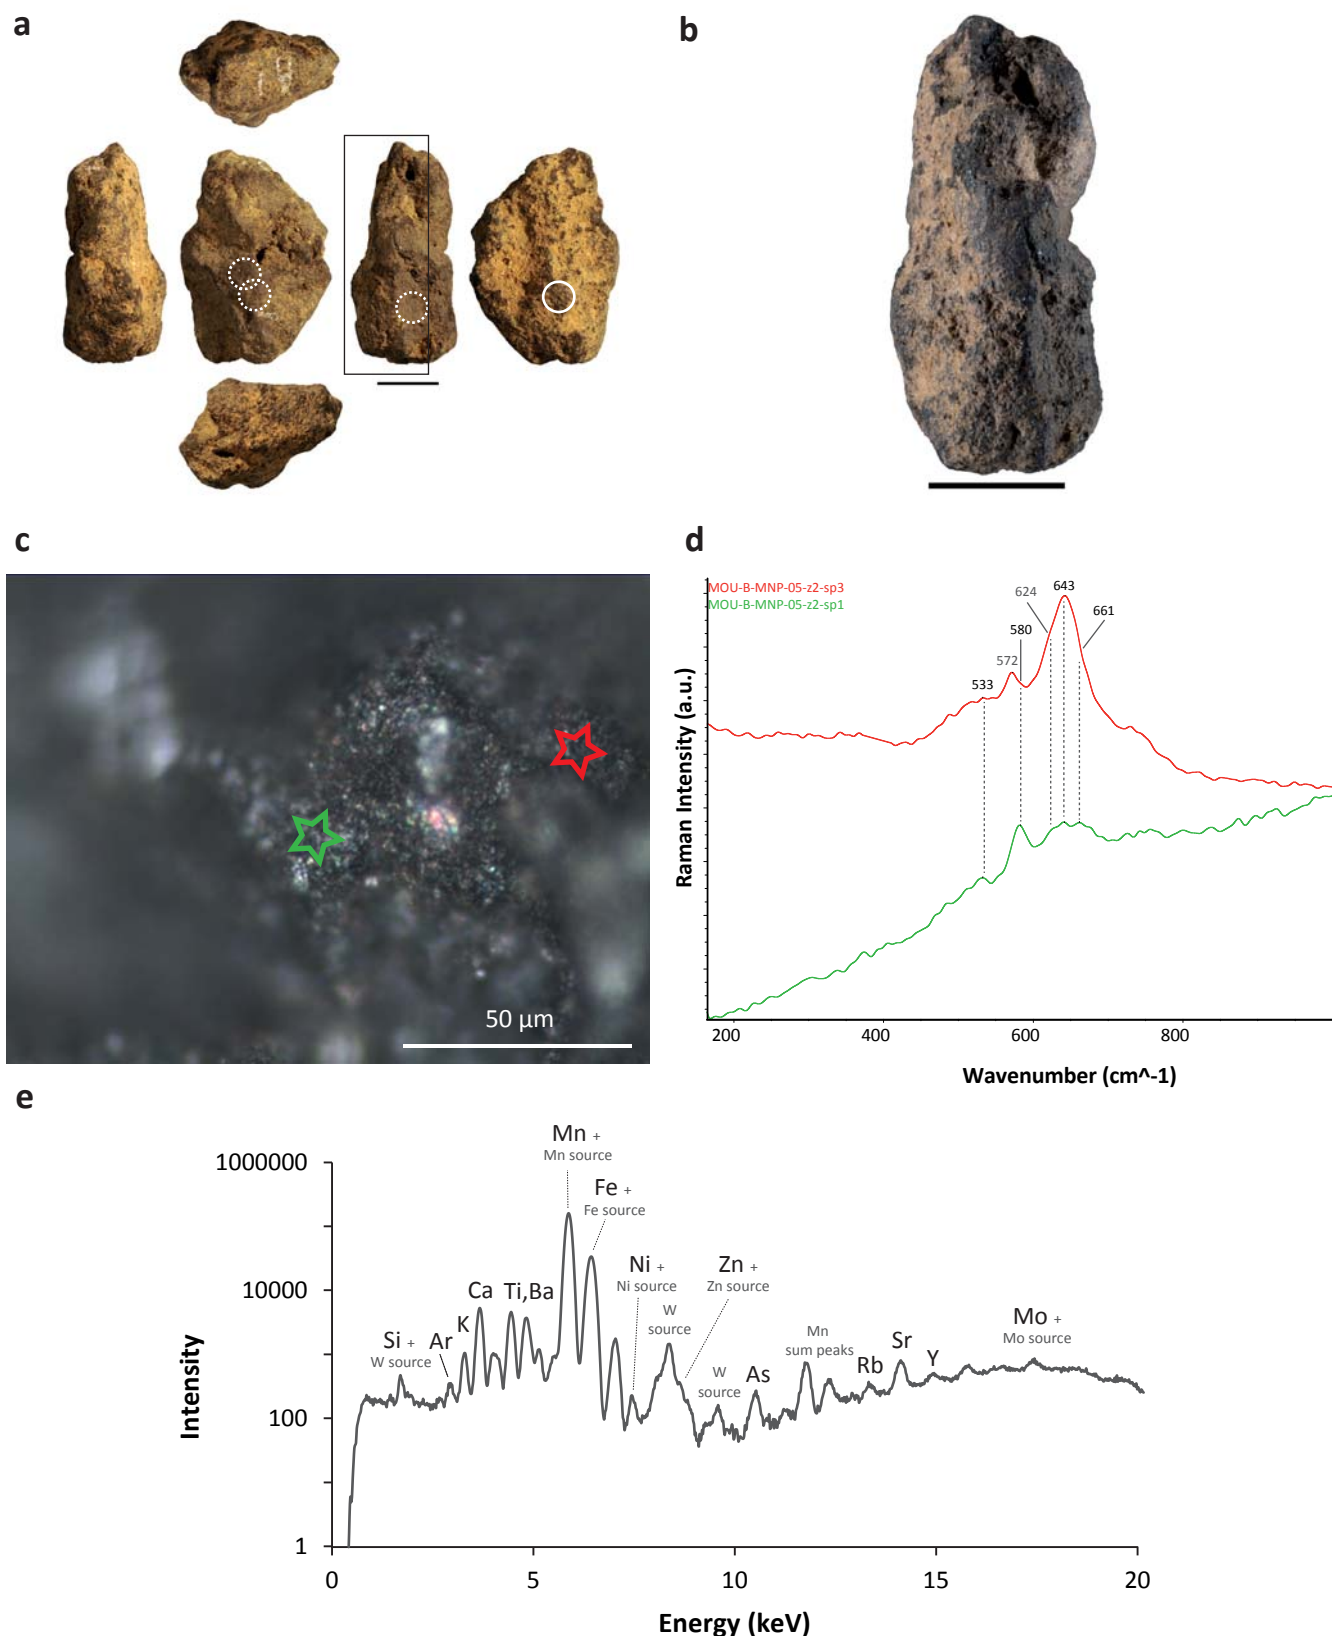 a
b
c
50 µm
d
MOU-B-MNP-05-z2-sp3
MOU-B-MNP-05-z2-sp1
643
624
661
580
572
533
Raman Intensity (a.u.)
200
400
600
800
Wavenumber (cm^-1)
e
Mn +
Mn source
1000000
Fe +
Fe source
Ni +
Ni source
Zn +
Zn source
10000
Ca
Ti,Ba
W
source
K
Si +
W source
Ar
Mn
sum peaks
W
source
As
Rb
Sr
Y
Mo +
Mo source
100
1
Intensity
0
5
10
15
20
Energy (keV)